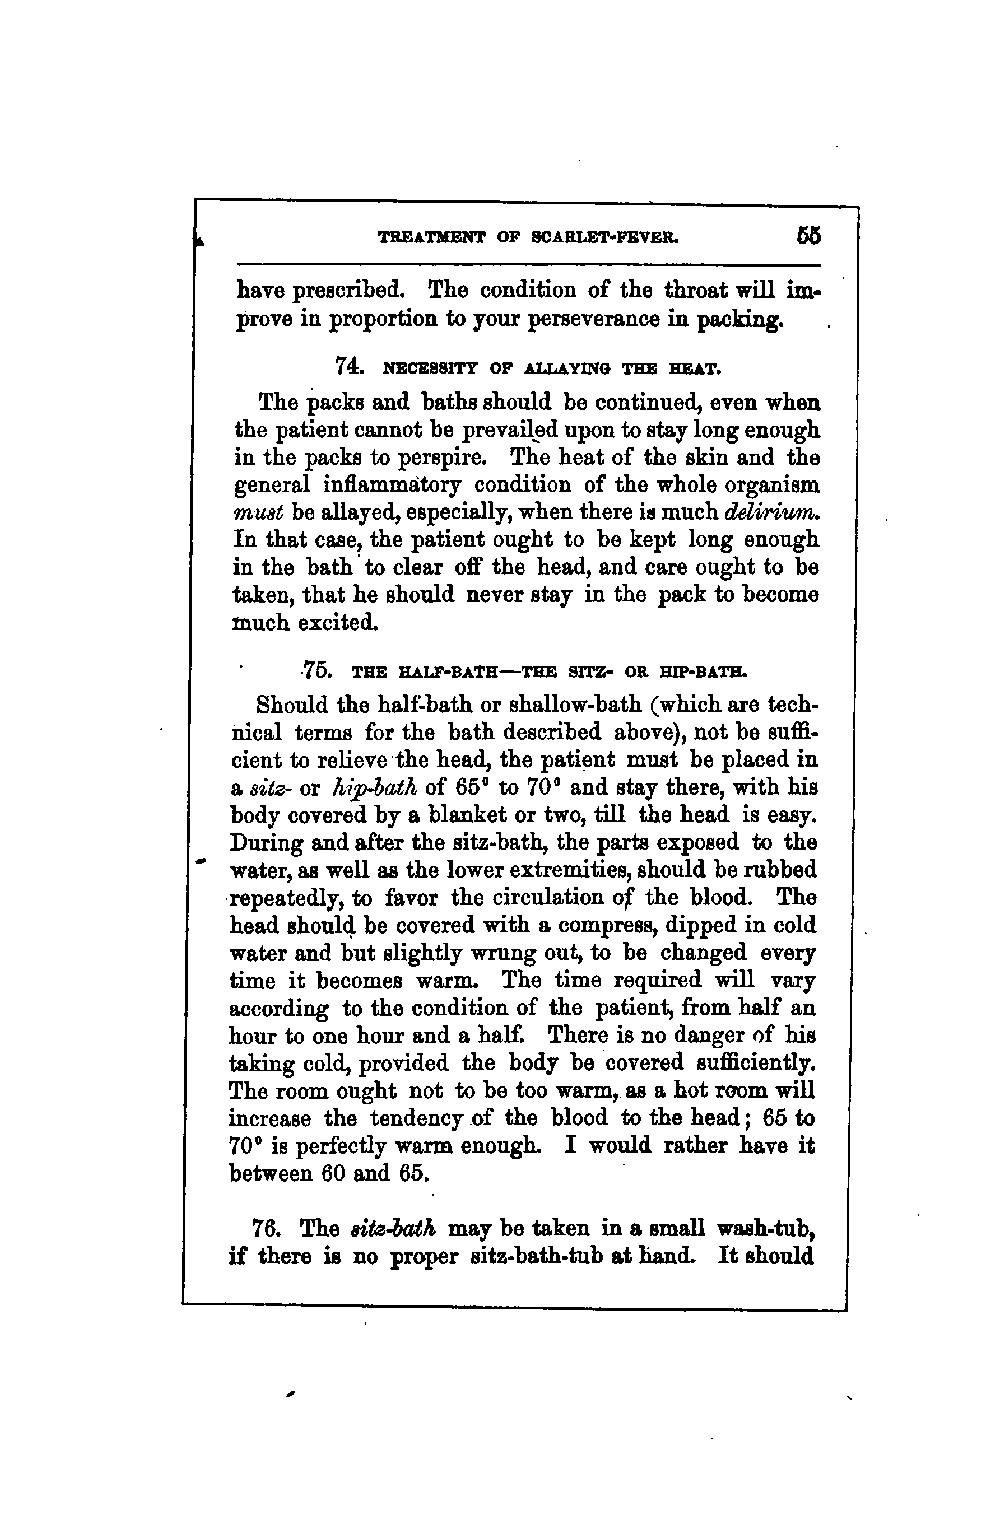 TREATMENT OF SCARLET-FEVER. 55
have prescribed. The condition of the throat will im-
prove in proportion to your perseverance in packing.
74. NECESSITY OF ALLAYING THE HEAT.
The packs and baths should be continued, even when
the patient cannot be prevailed upon to stay long enough
in the packs to perspire. The heat of the skin and the
general inflammatory condition of the whole organism
must be allayed, especially, when there is much delirium.
In that case, the patient ought to be kept long enough
in the bath to clear off the head, and care ought to be
taken, that he should never stay in the pack to become
much excited.
75. THE HALF-BATH—THE SITZ- OR HIP-BATH.
Should the half-bath or shallow-bath (which are tech-
nical terms for the bath described above), not be suffi-
cient to relieve the head, the patient must be placed in
a sitz- or hip-bath of 65° to 70° and stay there, with his
body covered by a blanket or two, till the head is easy.
During and after the sitz-bath, the parts exposed to the
water, as well as the lower extremities, should be rubbed
repeatedly, to favor the circulation of the blood. The
head should be covered with a compress, dipped in cold
water and but slightly wrung out, to be changed every
time it becomes warm. The time required will vary
according to the condition of the patient, from half an
hour to one hour and a half. There is no danger of his
taking cold, provided the body be covered sufficiently.
The room ought not to be too warm, as a hot room will
increase the tendency of the blood to the head; 65 to
70° is perfectly warm enough. I would rather have it
between 60 and 65.
76. The sitz-bath may be taken in a small wash-tub,
if there is no proper sitz-bath-tub at hand. It should